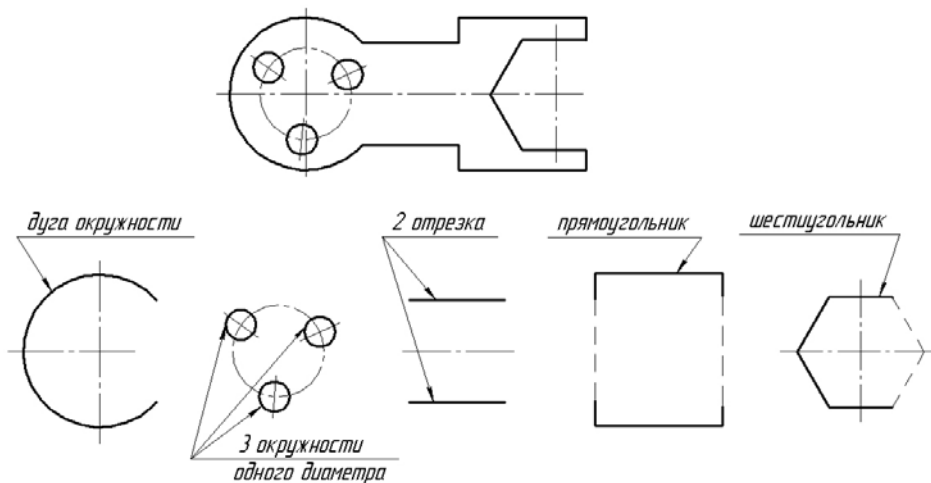 дуга окружности
2 отрезка
прямоугольник
шестиугольник
3 окружности
одного диаметра